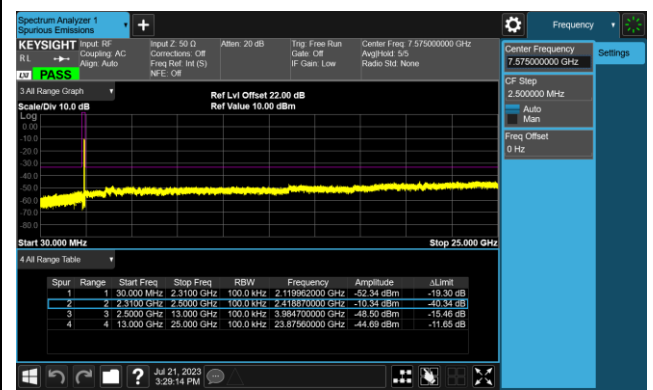 Spectrum Analyzer 1
Spurious Emissions
Frequency
KEYSIGHT
RL
Input: RF
Coupling: AC
Align: Auto
Input Z: 50 Ω
Corrections: Off
Freq Ref: Int (S)
NFE: Off
Atten: 20 dB
Trig: Free Run
Gate: Off
IF Gain: Low
Center Freq: 7.575000000 GHz
Avg|Hold: 5/5
Radio Std: None
LXI
PASS
3 All Range Graph
Ref Lvl Offset 22.00 dB
Scale/Div 10.0 dB
Ref Value 10.00 dBm
Log
0.00
-10.0
-20.0
-30.0
-40.0
-50.0
-60.0
-70.0
-80.0
Start 30.000 MHz
Stop 25.000 GHz
4 All Range Table
Spur Range Start Freq Stop Freq RBW Frequency Amplitude ΔLimit
1 1 30.000 MHz 2.3100 GHz 100.0 kHz 2.119962000 GHz -52.34 dBm -19.30 dB
2 2 2.3100 GHz 2.5000 GHz 100.0 kHz 2.418870000 GHz -10.34 dBm -40.34 dB
3 3 2.5000 GHz 13.000 GHz 100.0 kHz 3.984700000 GHz -48.50 dBm -15.46 dB
4 4 13.000 GHz 25.000 GHz 100.0 kHz 23.87560000 GHz -44.69 dBm -11.65 dB
Center Frequency
7.575000000 GHz
Settings
CF Step
2.500000 MHz
Auto
Man
Freq Offset
0 Hz
?
Jul 21, 2023
3:29:14 PM